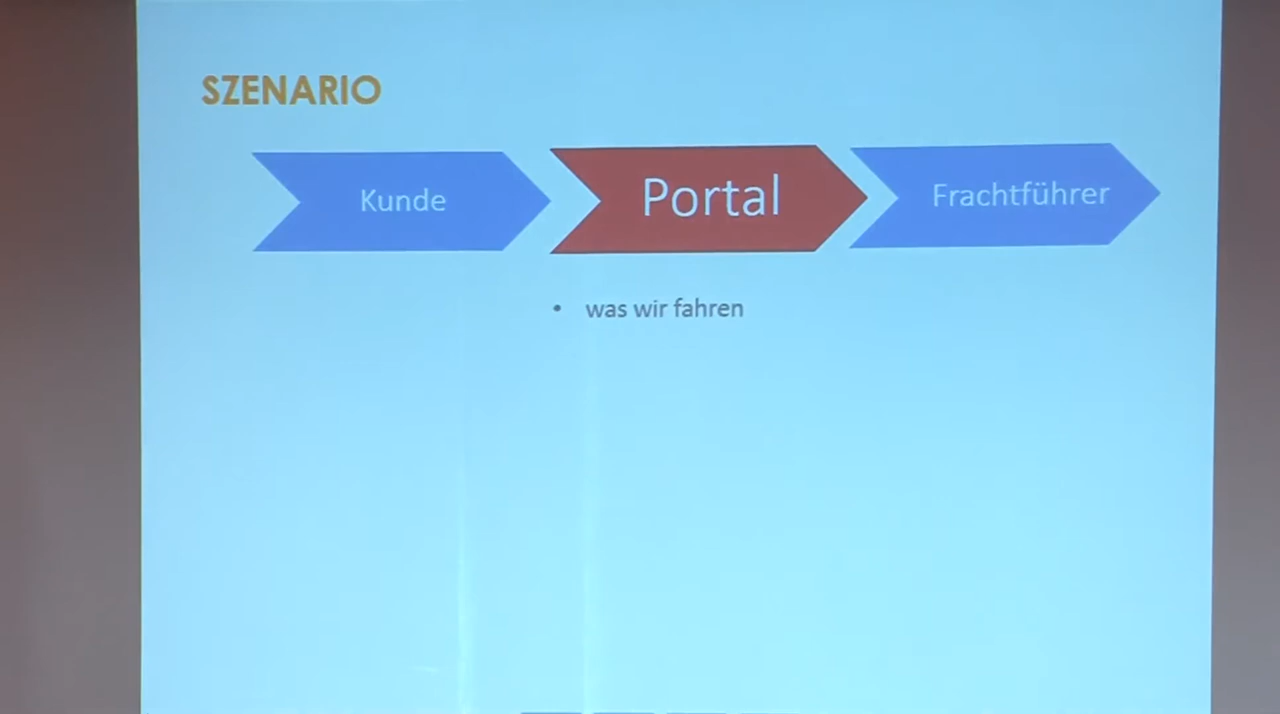 SZENARIO
Kunde
Portal
Frachtführer
• was wir fahren